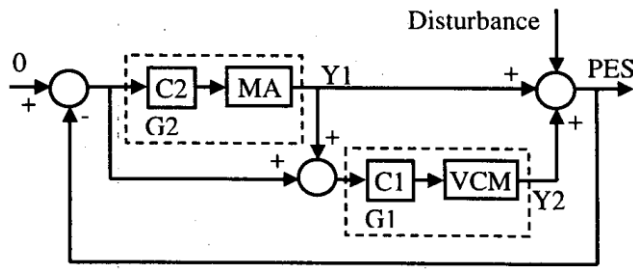 Disturbance
0
C2
MA
Y1
+
PES
+
-
G2
+
+
+
C1
VCM
Y2
G1